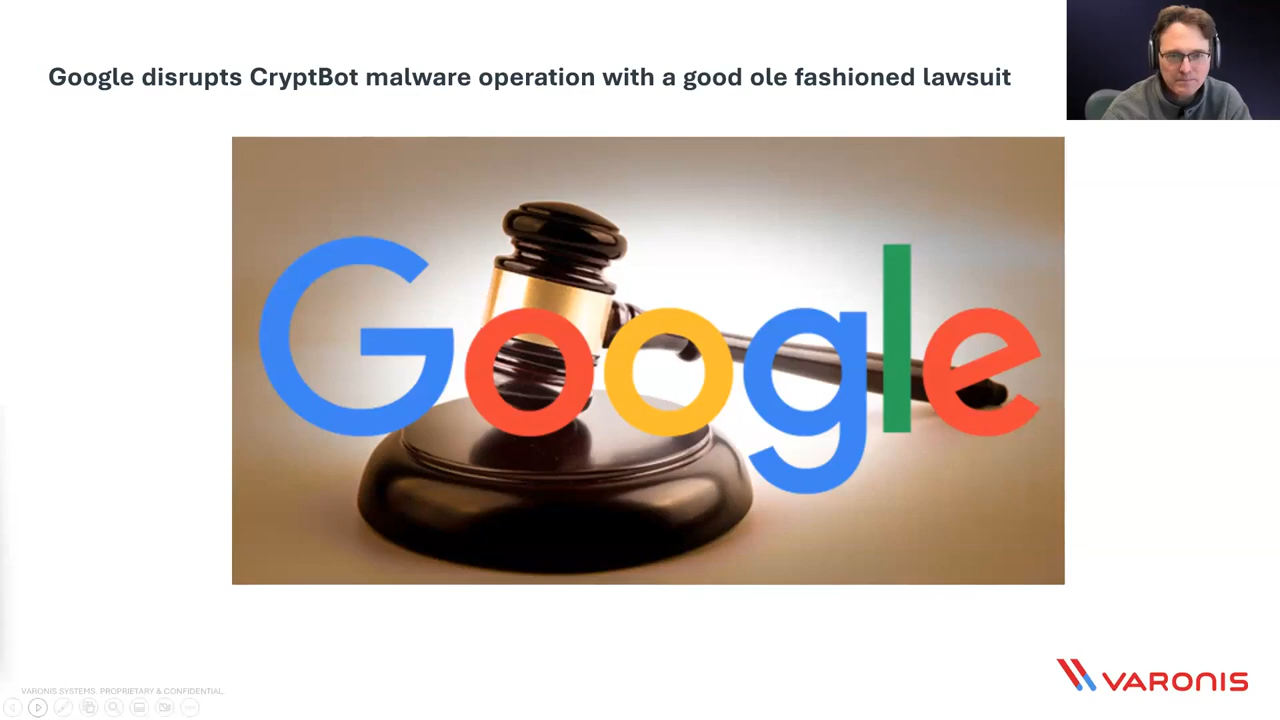 Google disrupts CryptBot malware operation with a good ole fashioned lawsuit
Google
VARONIS
VARONIS SYSTEMS. PROPRIETARY & CONFIDENTIAL.